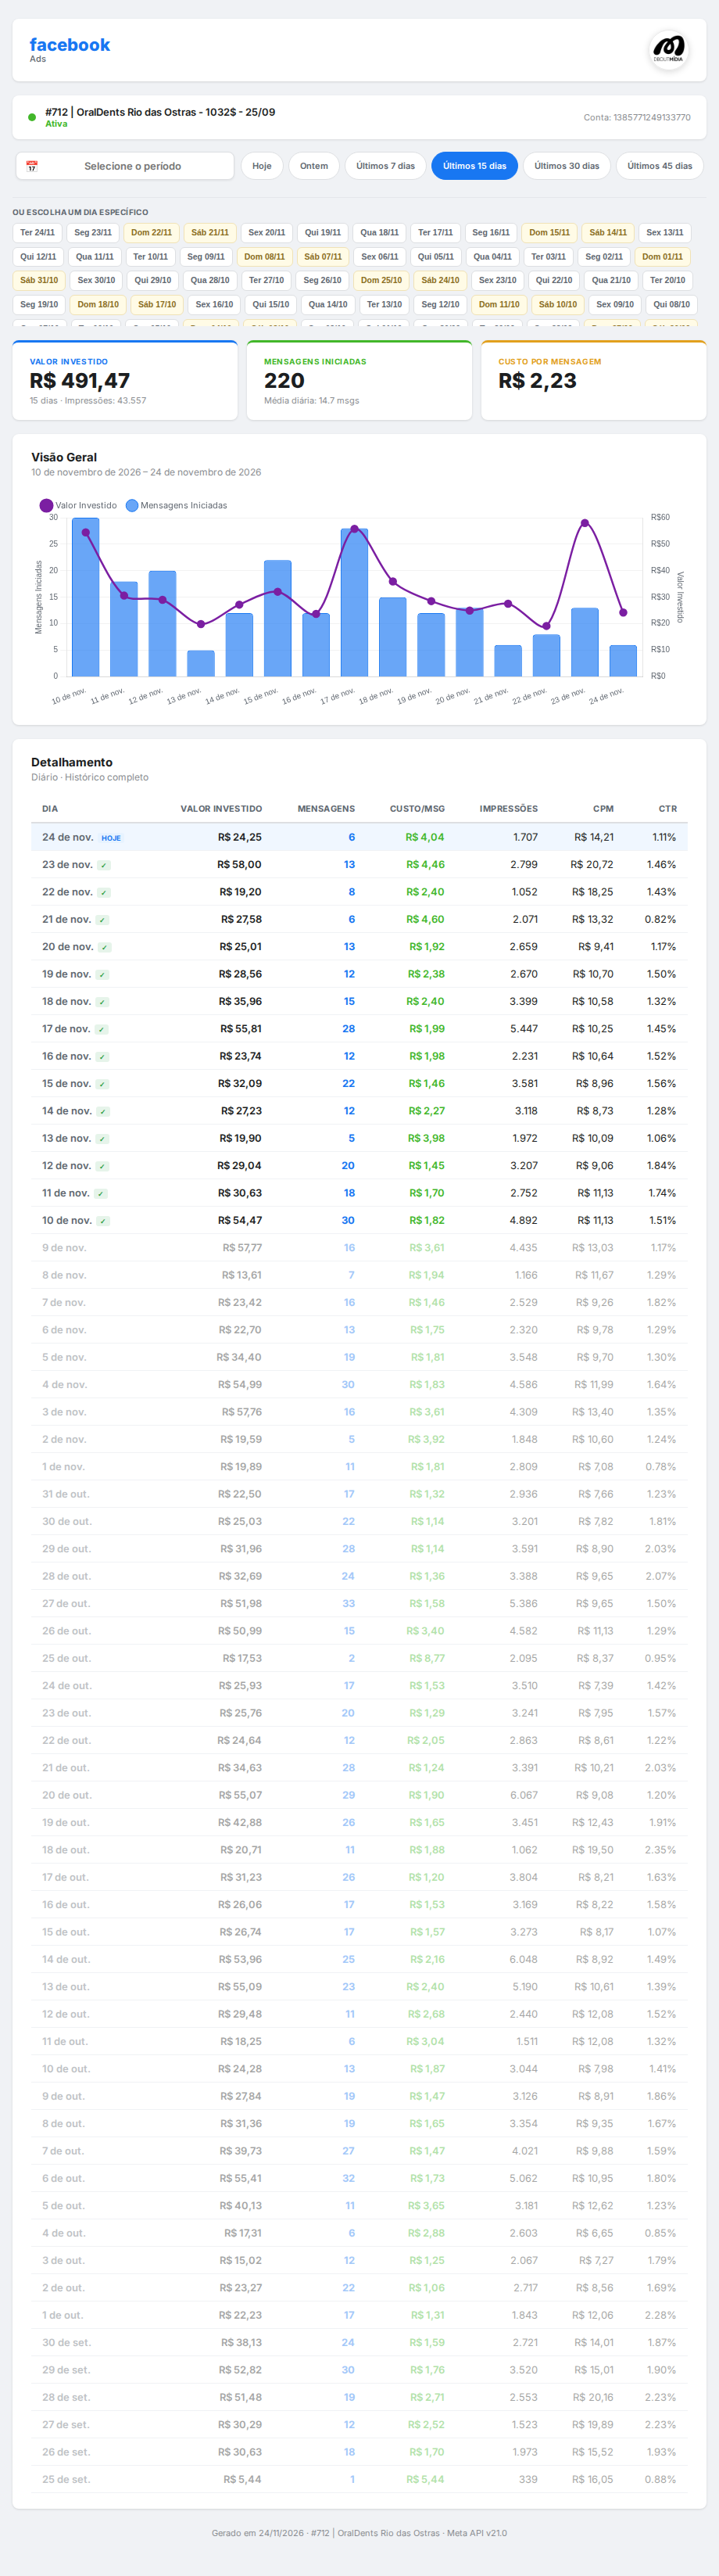 facebook
Ads
DBOUTMÍDIA
#712 | OralDents Rio das Ostras - 1032$ - 25/09
Ativa
Conta: 1385771249133770
📅 Selecione o período Hoje Ontem Últimos 7 dias Últimos 15 dias Últimos 30 dias Últimos 45 dias
OU ESCOLHA UM DIA ESPECÍFICO
Ter 24/11 Seg 23/11 Dom 22/11 Sáb 21/11 Sex 20/11 Qui 19/11 Qua 18/11 Ter 17/11 Seg 16/11 Dom 15/11 Sáb 14/11 Sex 13/11
Qui 12/11 Qua 11/11 Ter 10/11 Seg 09/11 Dom 08/11 Sáb 07/11 Sex 06/11 Qui 05/11 Qua 04/11 Ter 03/11 Seg 02/11 Dom 01/11
Sáb 31/10 Sex 30/10 Qui 29/10 Qua 28/10 Ter 27/10 Seg 26/10 Dom 25/10 Sáb 24/10 Sex 23/10 Qui 22/10 Qua 21/10 Ter 20/10
Seg 19/10 Dom 18/10 Sáb 17/10 Sex 16/10 Qui 15/10 Qua 14/10 Ter 13/10 Seg 12/10 Dom 11/10 Sáb 10/10 Sex 09/10 Qui 08/10
VALOR INVESTIDO
R$ 491,47
15 dias · Impressões: 43.557
MENSAGENS INICIADAS
220
Média diária: 14.7 msgs
CUSTO POR MENSAGEM
R$ 2,23
Visão Geral
10 de novembro de 2026 – 24 de novembro de 2026
Valor Investido Mensagens Iniciadas
30 R$60
25 R$50
20 R$40
15 R$30
10 R$20
5 R$10
0 R$0
Mensagens Iniciadas
Valor Investido
10 de nov. 11 de nov. 12 de nov. 13 de nov. 14 de nov. 15 de nov. 16 de nov. 17 de nov. 18 de nov. 19 de nov. 20 de nov. 21 de nov. 22 de nov. 23 de nov. 24 de nov.
Detalhamento
Diário · Histórico completo
DIA VALOR INVESTIDO MENSAGENS CUSTO/MSG IMPRESSÕES CPM CTR
24 de nov. HOJE R$ 24,25 6 R$ 4,04 1.707 R$ 14,21 1.11%
23 de nov. ✓ R$ 58,00 13 R$ 4,46 2.799 R$ 20,72 1.46%
22 de nov. ✓ R$ 19,20 8 R$ 2,40 1.052 R$ 18,25 1.43%
21 de nov. ✓ R$ 27,58 6 R$ 4,60 2.071 R$ 13,32 0.82%
20 de nov. ✓ R$ 25,01 13 R$ 1,92 2.659 R$ 9,41 1.17%
19 de nov. ✓ R$ 28,56 12 R$ 2,38 2.670 R$ 10,70 1.50%
18 de nov. ✓ R$ 35,96 15 R$ 2,40 3.399 R$ 10,58 1.32%
17 de nov. ✓ R$ 55,81 28 R$ 1,99 5.447 R$ 10,25 1.45%
16 de nov. ✓ R$ 23,74 12 R$ 1,98 2.231 R$ 10,64 1.52%
15 de nov. ✓ R$ 32,09 22 R$ 1,46 3.581 R$ 8,96 1.56%
14 de nov. ✓ R$ 27,23 12 R$ 2,27 3.118 R$ 8,73 1.28%
13 de nov. ✓ R$ 19,90 5 R$ 3,98 1.972 R$ 10,09 1.06%
12 de nov. ✓ R$ 29,04 20 R$ 1,45 3.207 R$ 9,06 1.84%
11 de nov. ✓ R$ 30,63 18 R$ 1,70 2.752 R$ 11,13 1.74%
10 de nov. ✓ R$ 54,47 30 R$ 1,82 4.892 R$ 11,13 1.51%
9 de nov. R$ 57,77 16 R$ 3,61 4.435 R$ 13,03 1.17%
8 de nov. R$ 13,61 7 R$ 1,94 1.166 R$ 11,67 1.29%
7 de nov. R$ 23,42 16 R$ 1,46 2.529 R$ 9,26 1.82%
6 de nov. R$ 22,70 13 R$ 1,75 2.320 R$ 9,78 1.29%
5 de nov. R$ 34,40 19 R$ 1,81 3.548 R$ 9,70 1.30%
4 de nov. R$ 54,99 30 R$ 1,83 4.586 R$ 11,99 1.64%
3 de nov. R$ 57,76 16 R$ 3,61 4.309 R$ 13,40 1.35%
2 de nov. R$ 19,59 5 R$ 3,92 1.848 R$ 10,60 1.24%
1 de nov. R$ 19,89 11 R$ 1,81 2.809 R$ 7,08 0.78%
31 de out. R$ 22,50 17 R$ 1,32 2.936 R$ 7,66 1.23%
30 de out. R$ 25,03 22 R$ 1,14 3.201 R$ 7,82 1.81%
29 de out. R$ 31,96 28 R$ 1,14 3.591 R$ 8,90 2.03%
28 de out. R$ 32,69 24 R$ 1,36 3.388 R$ 9,65 2.07%
27 de out. R$ 51,98 33 R$ 1,58 5.386 R$ 9,65 1.50%
26 de out. R$ 50,99 15 R$ 3,40 4.582 R$ 11,13 1.29%
25 de out. R$ 17,53 2 R$ 8,77 2.095 R$ 8,37 0.95%
24 de out. R$ 25,93 17 R$ 1,53 3.510 R$ 7,39 1.42%
23 de out. R$ 25,76 20 R$ 1,29 3.241 R$ 7,95 1.57%
22 de out. R$ 24,64 12 R$ 2,05 2.863 R$ 8,61 1.22%
21 de out. R$ 34,63 28 R$ 1,24 3.391 R$ 10,21 2.03%
20 de out. R$ 55,07 29 R$ 1,90 6.067 R$ 9,08 1.20%
19 de out. R$ 42,88 26 R$ 1,65 3.451 R$ 12,43 1.91%
18 de out. R$ 20,71 11 R$ 1,88 1.062 R$ 19,50 2.35%
17 de out. R$ 31,23 26 R$ 1,20 3.804 R$ 8,21 1.63%
16 de out. R$ 26,06 17 R$ 1,53 3.169 R$ 8,22 1.58%
15 de out. R$ 26,74 17 R$ 1,57 3.273 R$ 8,17 1.07%
14 de out. R$ 53,96 25 R$ 2,16 6.048 R$ 8,92 1.49%
13 de out. R$ 55,09 23 R$ 2,40 5.190 R$ 10,61 1.39%
12 de out. R$ 29,48 11 R$ 2,68 2.440 R$ 12,08 1.52%
11 de out. R$ 18,25 6 R$ 3,04 1.511 R$ 12,08 1.32%
10 de out. R$ 24,28 13 R$ 1,87 3.044 R$ 7,98 1.41%
9 de out. R$ 27,84 19 R$ 1,47 3.126 R$ 8,91 1.86%
8 de out. R$ 31,36 19 R$ 1,65 3.354 R$ 9,35 1.67%
7 de out. R$ 39,73 27 R$ 1,47 4.021 R$ 9,88 1.59%
6 de out. R$ 55,41 32 R$ 1,73 5.062 R$ 10,95 1.80%
5 de out. R$ 40,13 11 R$ 3,65 3.181 R$ 12,62 1.23%
4 de out. R$ 17,31 6 R$ 2,88 2.603 R$ 6,65 0.85%
3 de out. R$ 15,02 12 R$ 1,25 2.067 R$ 7,27 1.79%
2 de out. R$ 23,27 22 R$ 1,06 2.717 R$ 8,56 1.69%
1 de out. R$ 22,23 17 R$ 1,31 1.843 R$ 12,06 2.28%
30 de set. R$ 38,13 24 R$ 1,59 2.721 R$ 14,01 1.87%
29 de set. R$ 52,82 30 R$ 1,76 3.520 R$ 15,01 1.90%
28 de set. R$ 51,48 19 R$ 2,71 2.553 R$ 20,16 2.23%
27 de set. R$ 30,29 12 R$ 2,52 1.523 R$ 19,89 2.23%
26 de set. R$ 30,63 18 R$ 1,70 1.973 R$ 15,52 1.93%
25 de set. R$ 5,44 1 R$ 5,44 339 R$ 16,05 0.88%
Gerado em 24/11/2026 · #712 | OralDents Rio das Ostras · Meta API v21.0